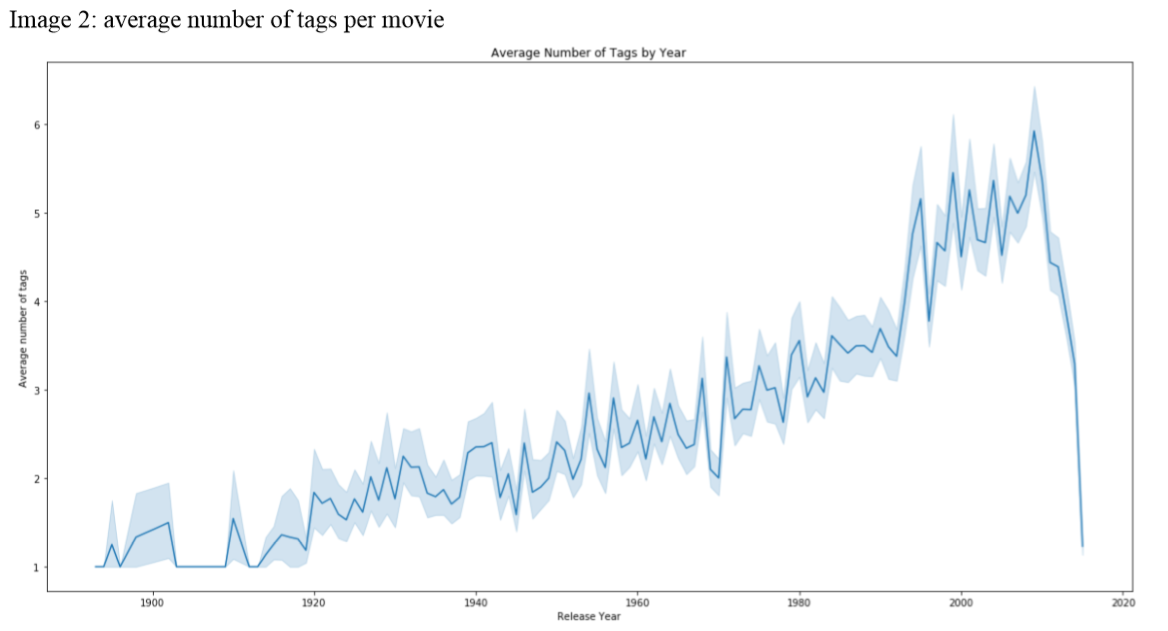 Image 2: average number of tags per movie
Average Number of Tags by Year
Average number of tags
6
5
4
3
2
1
1900 1920 1940 1960 1980 2000 2020
Release Year